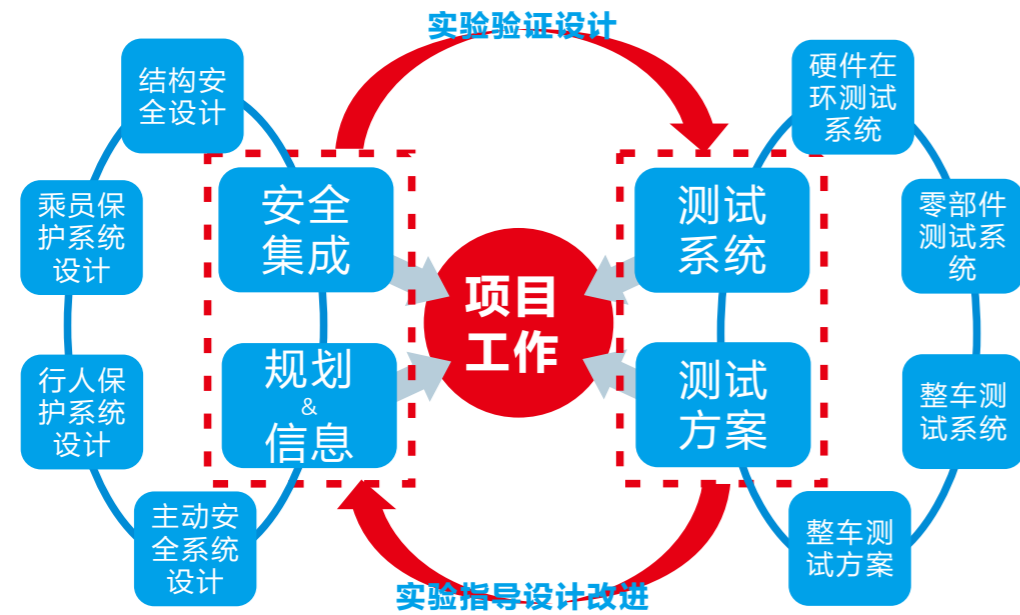 实验验证设计
结构安
全设计
乘员保
护系统
设计
行人保
护系统
设计
主动安
全系统
设计
安全
集成
规划
&
信息
项目
工作
测试
系统
测试
方案
硬件在
环测试
系统
零部件
测试系
统
整车测
试系统
整车测
试方案
实验指导设计改进